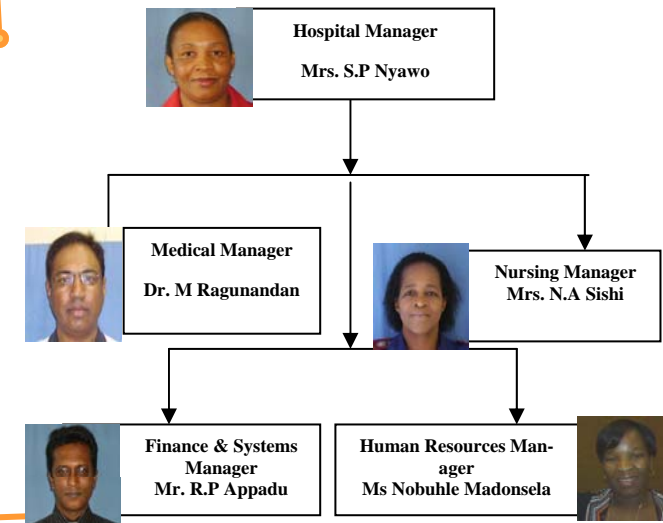 Hospital Manager
Mrs. S.P Nyawo
Medical Manager
Dr. M Ragunandan
Nursing Manager
Mrs. N.A Sishi
Finance & Systems
Manager
Mr. R.P Appadu
Human Resources Man-
ager
Ms Nobuhle Madonsela